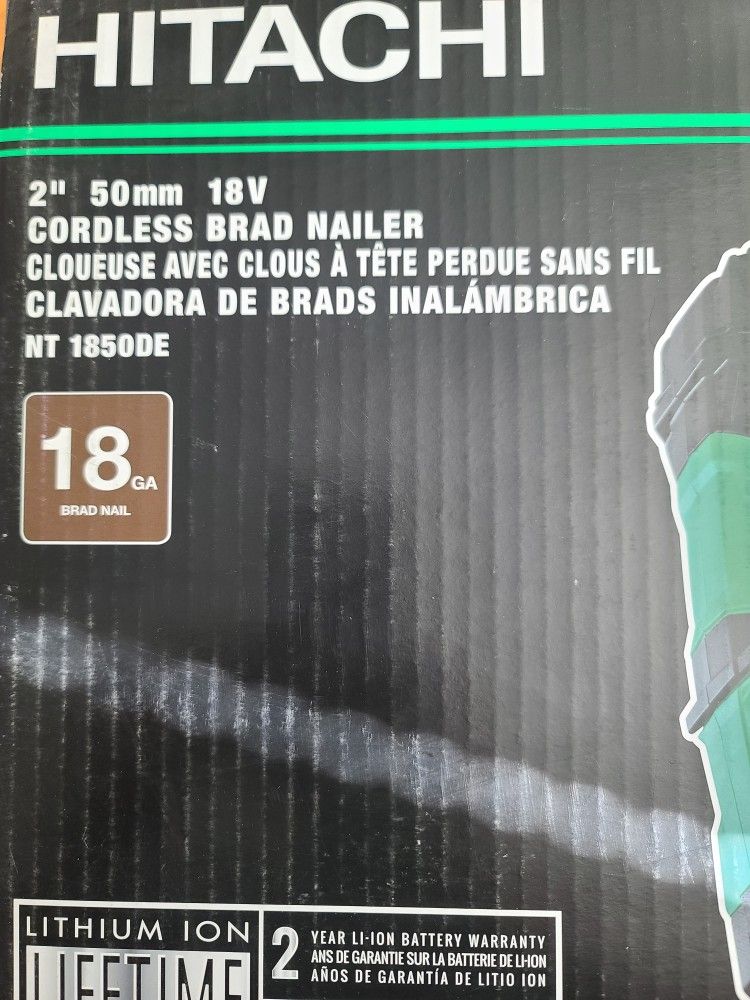 HITACHI
2" 50mm 18V
CORDLESS BRAD NAILER
CLOUEUSE AVEC CLOUS À TÊTE PERDUE SANS FIL
CLAVADORA DE BRADS INALÁMBRICA
NT 1850DE
18GA
BRAD NAIL
LITHIUM ION
LIFETIME
2
YEAR LI-ION BATTERY WARRANTY
ANS DE GARANTIE SUR LA BATTERIE DE LI-ION
AÑOS DE GARANTÍA DE LITIO ION